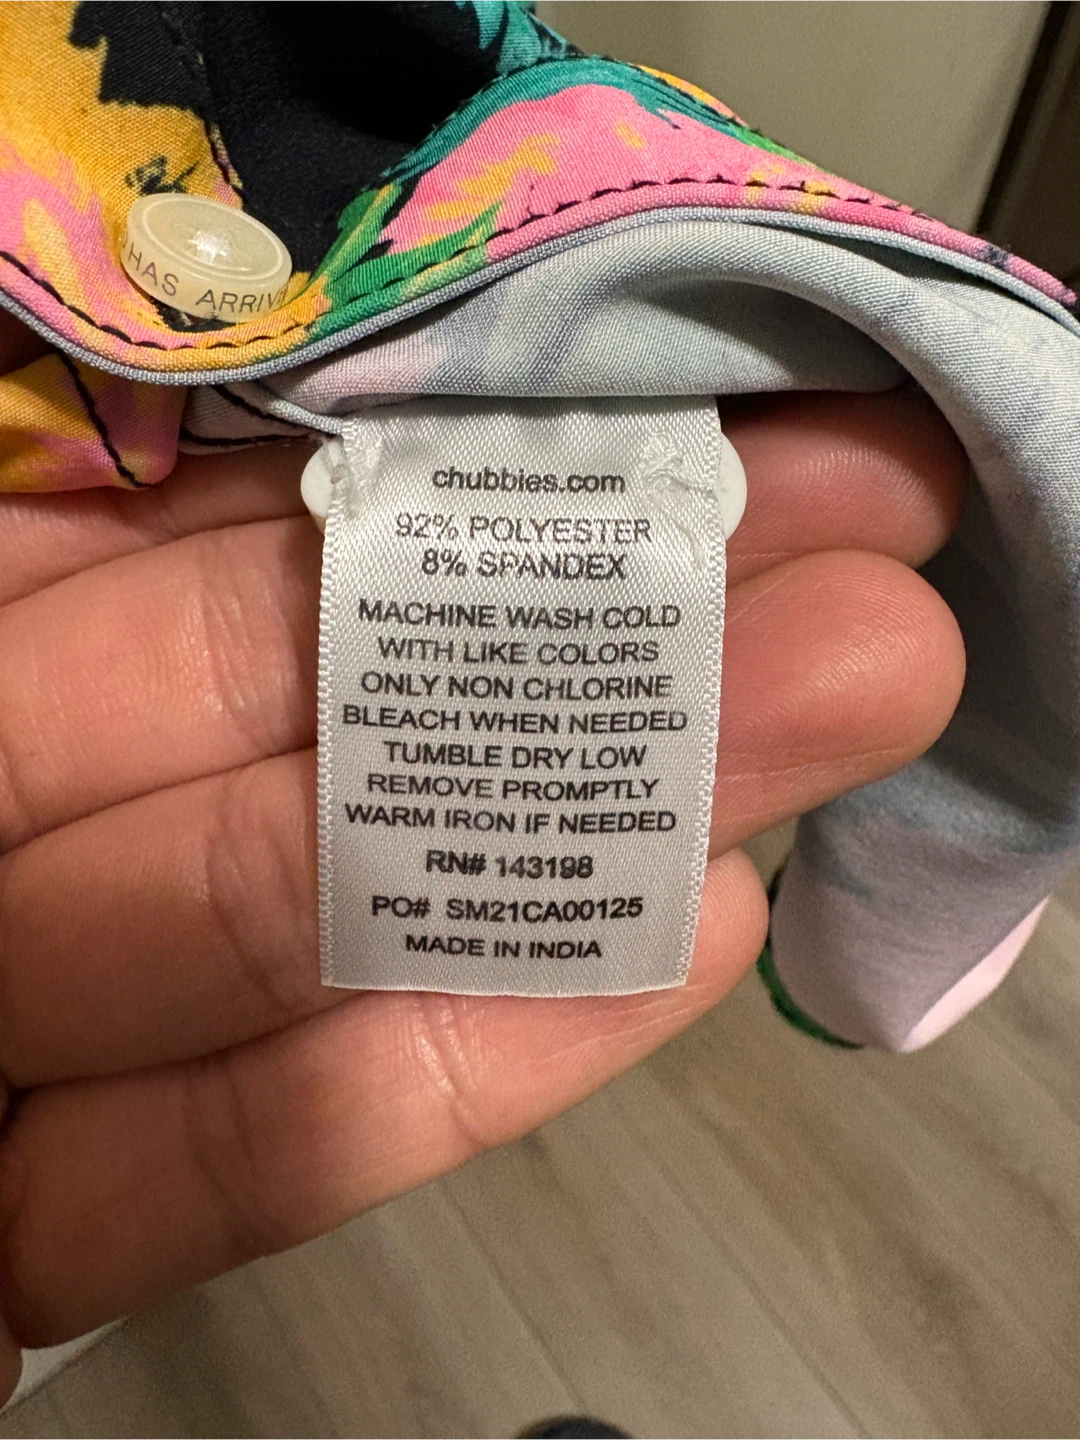 HAS ARRIV
chubbies.com
92% POLYESTER
8% SPANDEX
MACHINE WASH COLD
WITH LIKE COLORS
ONLY NON CHLORINE
BLEACH WHEN NEEDED
TUMBLE DRY LOW
REMOVE PROMPTLY
WARM IRON IF NEEDED
RN# 143198
PO# SM21CA00125
MADE IN INDIA